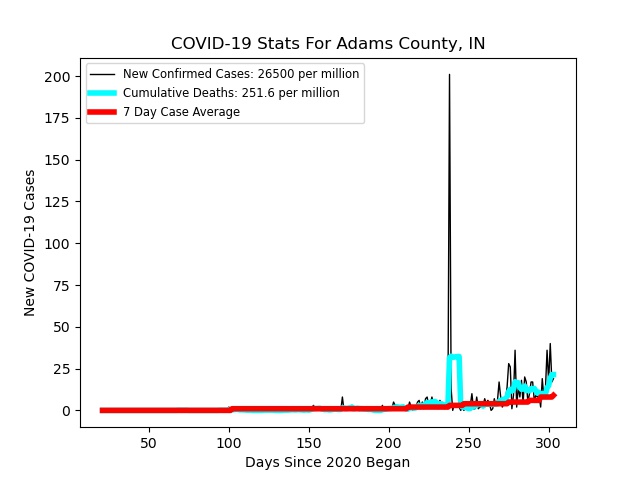 COVID-19 Stats For Adams County, IN
New Confirmed Cases: 26500 per million
Cumulative Deaths: 251.6 per million
7 Day Case Average
200
175
150
125
100
75
50
25
0
New COVID-19 Cases
50 100 150 200 250 300
Days Since 2020 Began